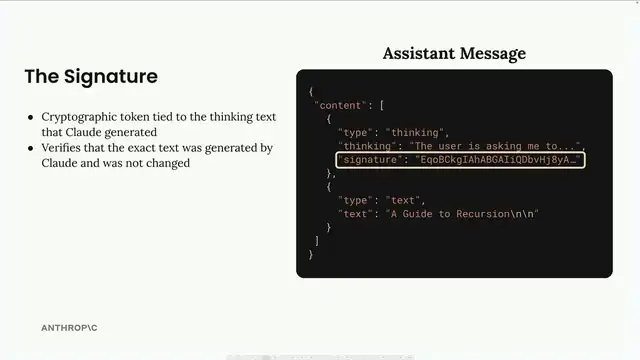 Assistant Message
The Signature
● Cryptographic token tied to the thinking text
that Claude generated
● Verifies that the exact text was generated by
Claude and was not changed
{
"content": [
{
"type": "thinking",
"thinking": "The user is asking me to...",
"signature": "EqoBCkgIAhABGAIiQDbvHj8yA…"
},
{
"type": "text",
"text": "A Guide to Recursion\n\n"
}
]
}
ANTHROP\C